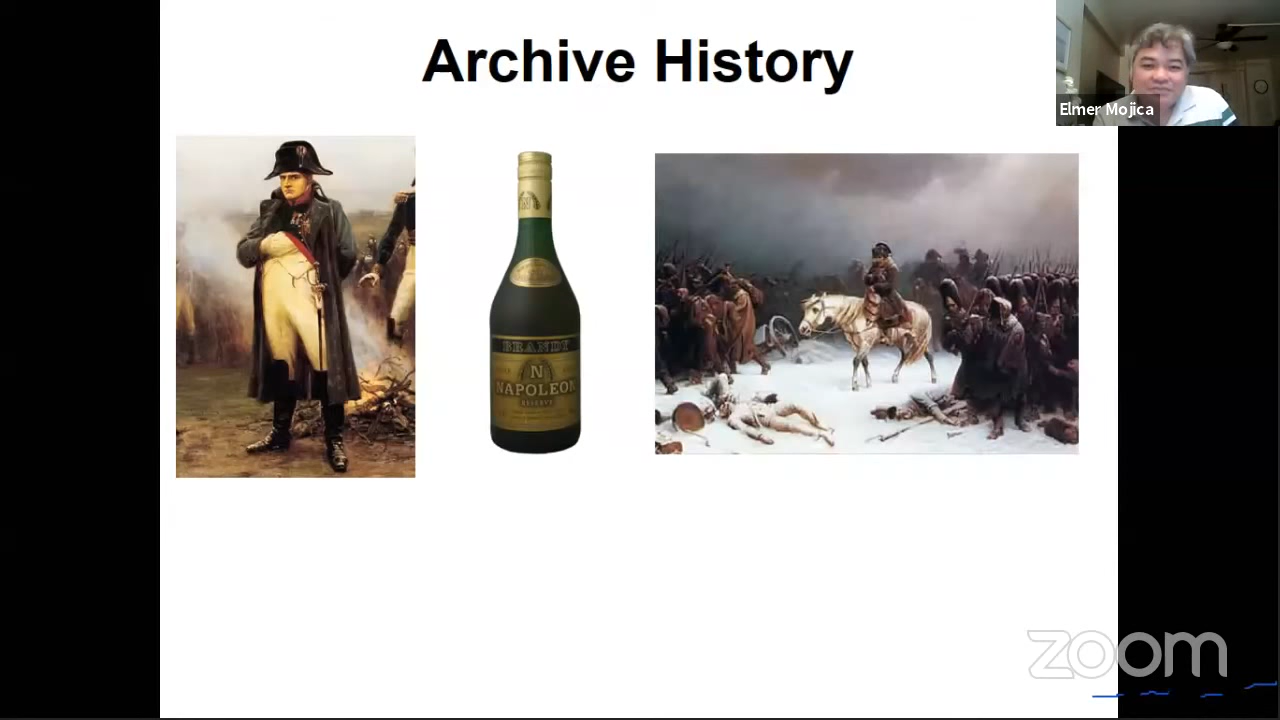 Archive History
Elmer Mojica
BRANDY
N
NAPOLEON
RESERVE
zoom